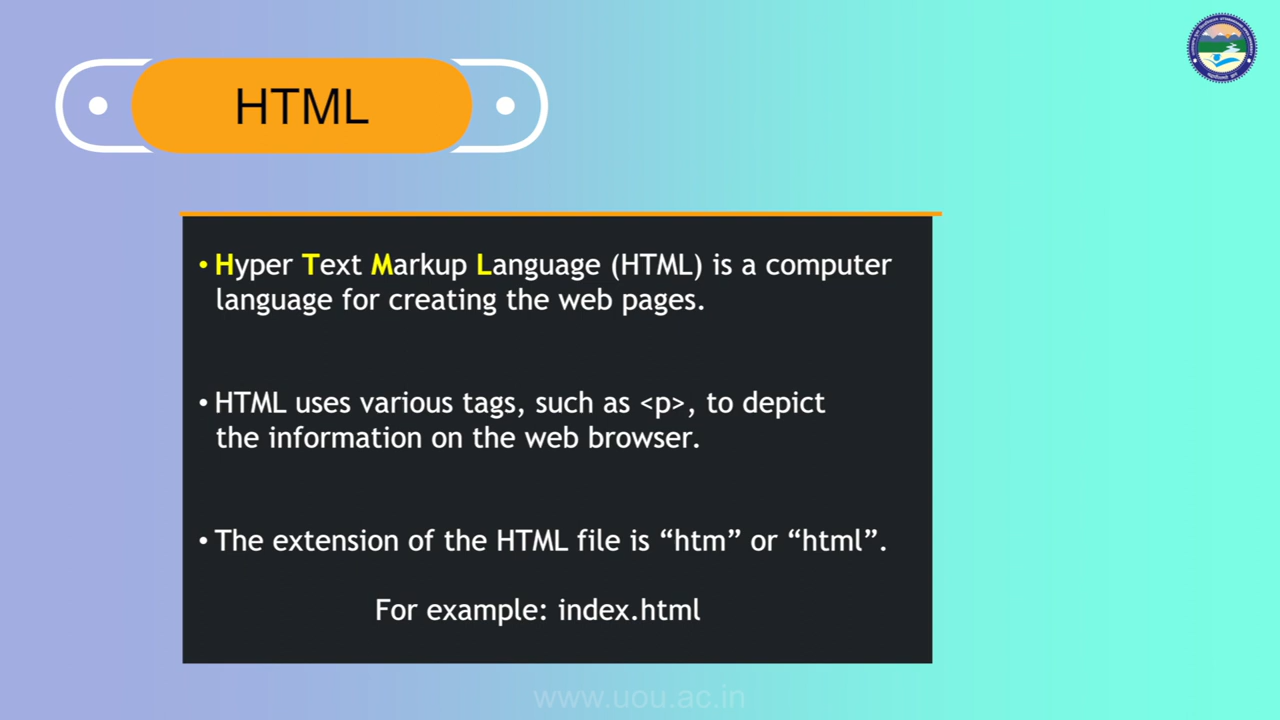 HTML
• Hyper Text Markup Language (HTML) is a computer
language for creating the web pages.
• HTML uses various tags, such as <p>, to depict
the information on the web browser.
• The extension of the HTML file is “htm” or “html”.
For example: index.html
www.uou.ac.in